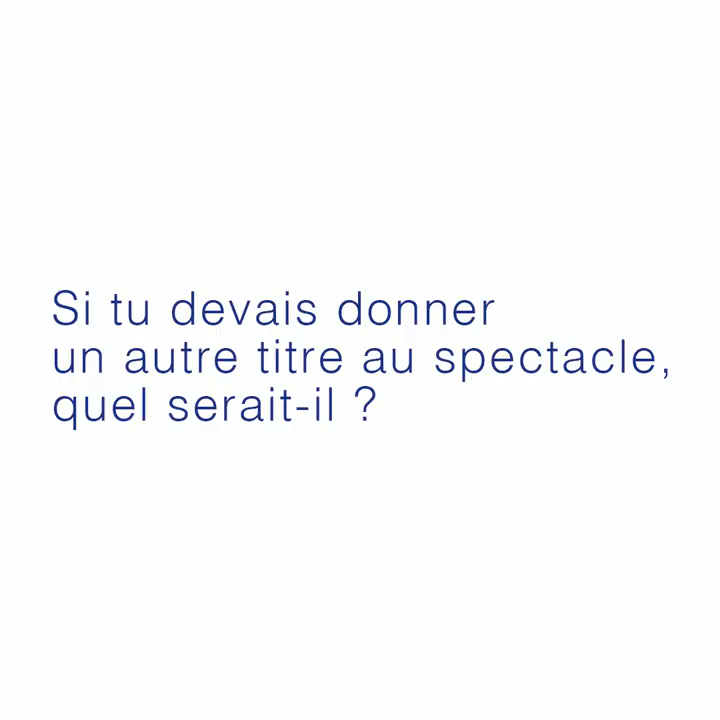 Si tu devais donner
un autre titre au spectacle,
quel serait-il ?